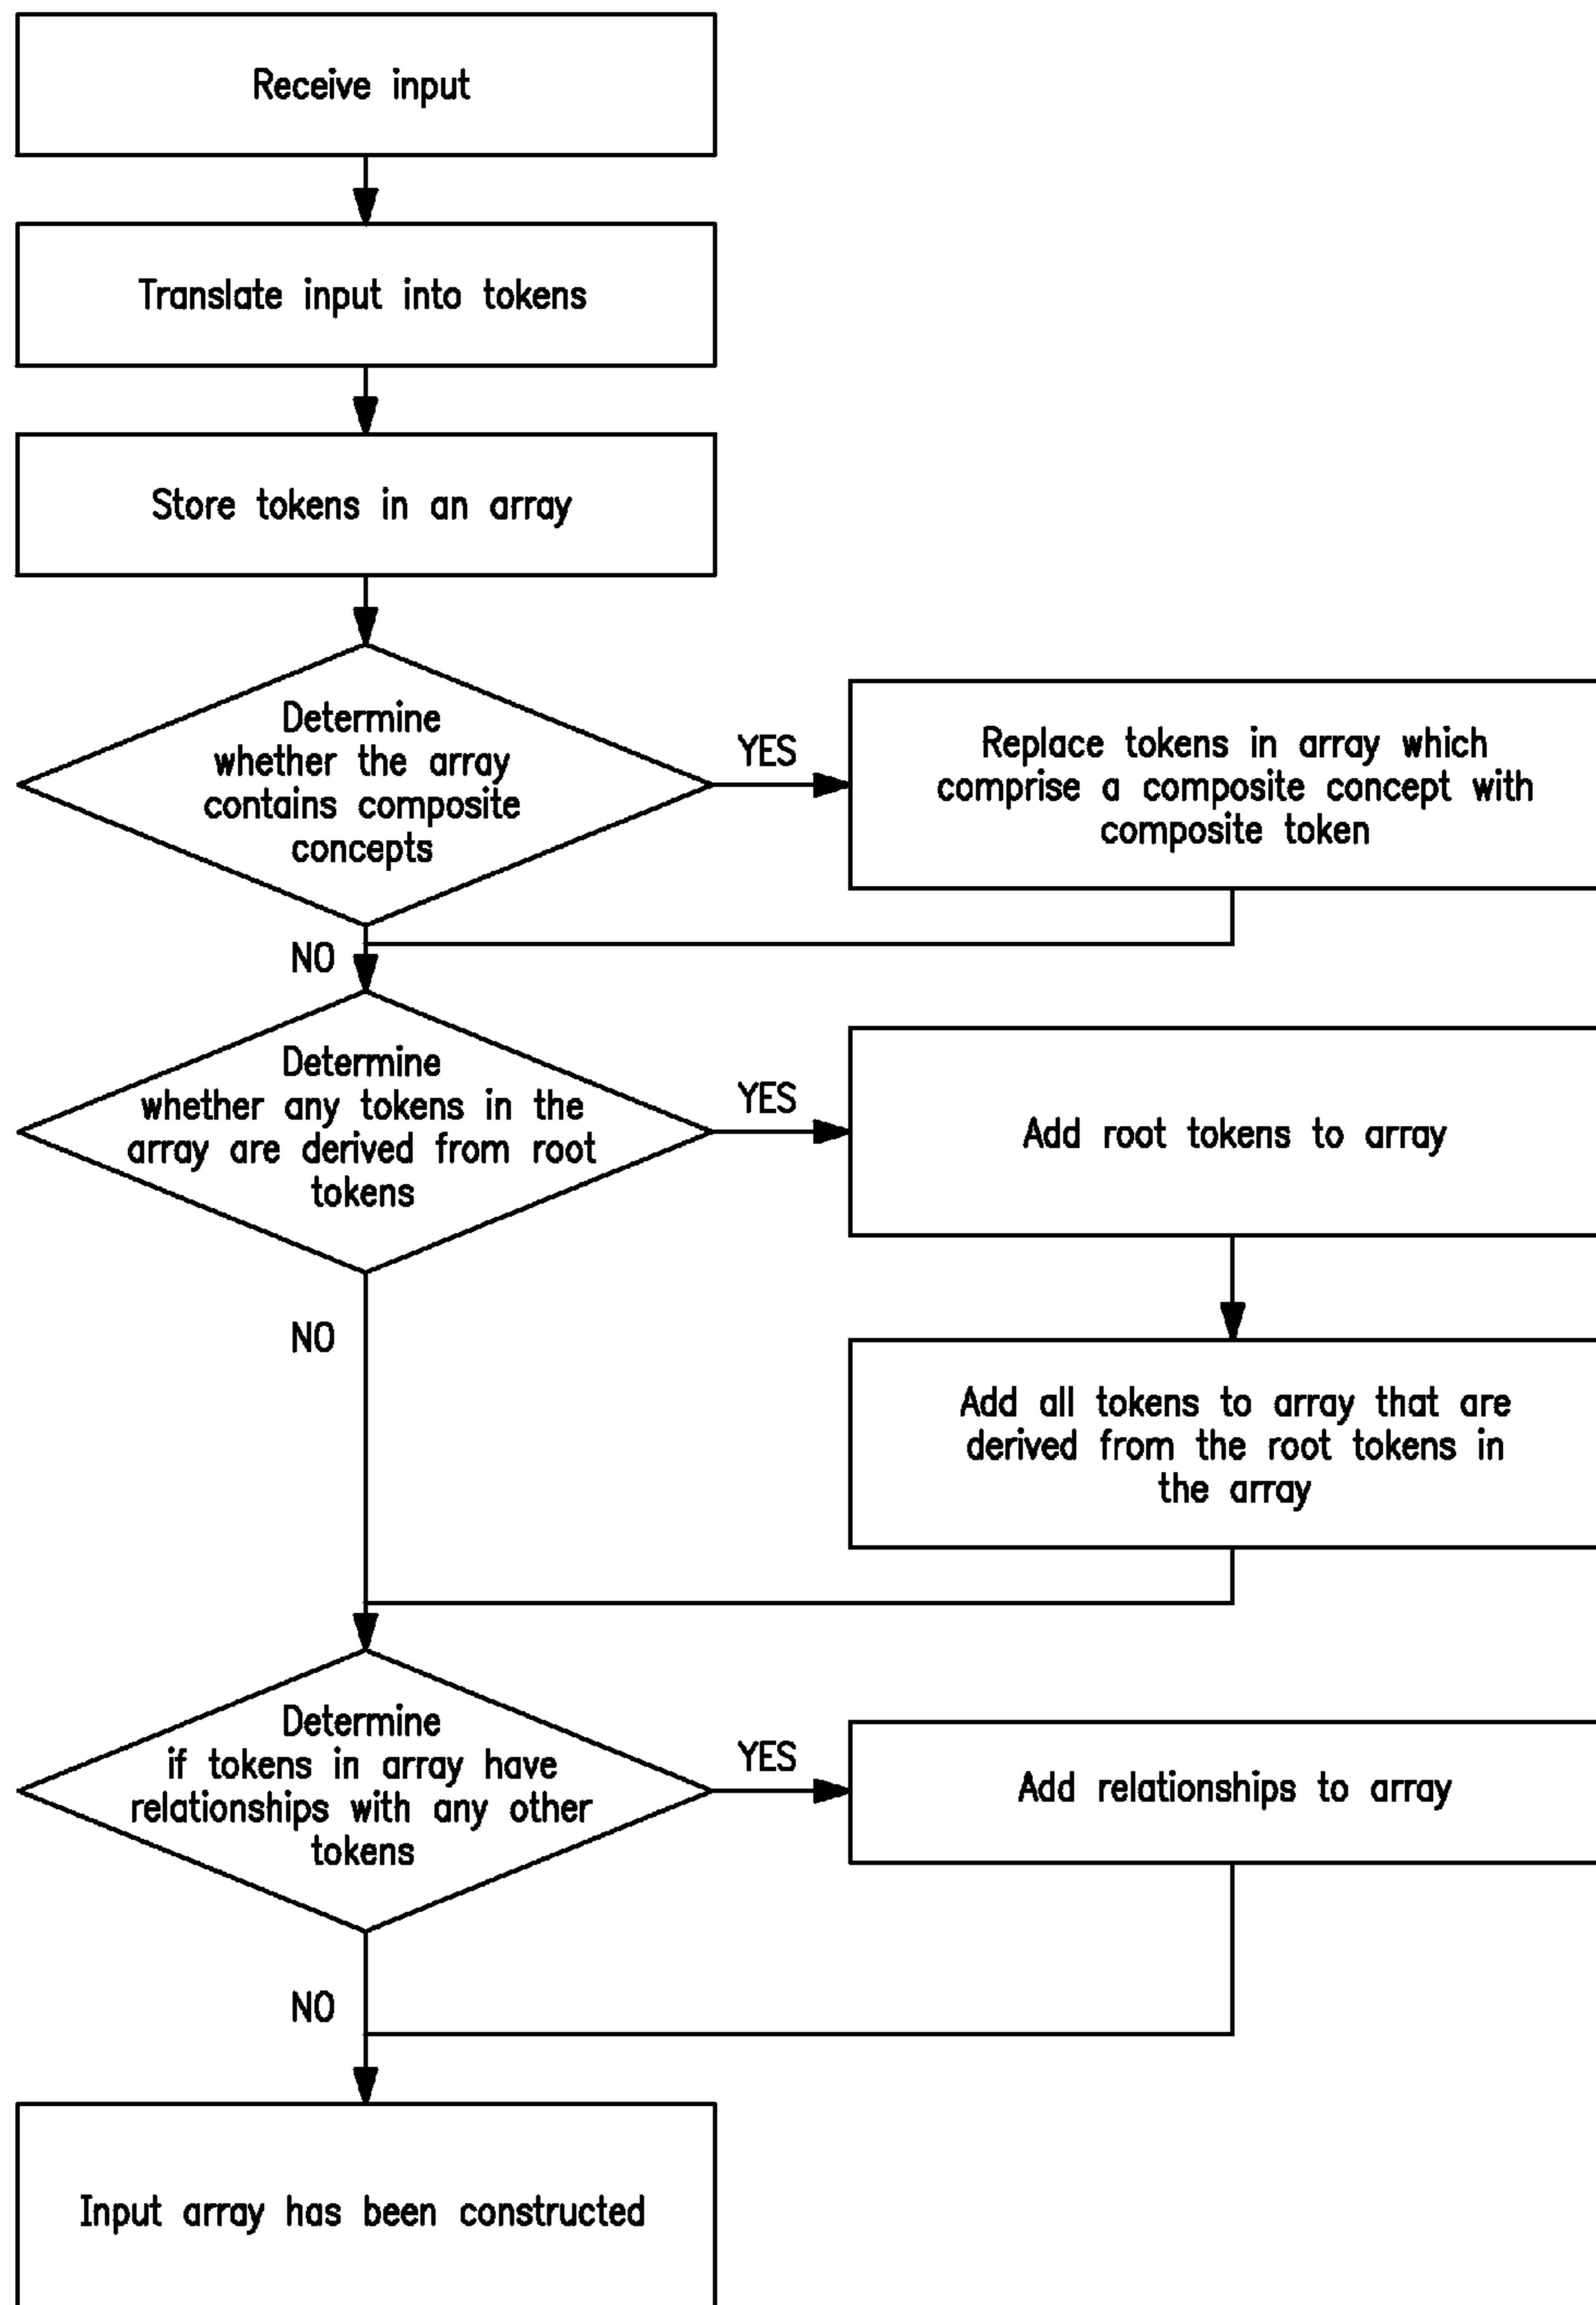 Receive input
Translate input into tokens
Store tokens in an array
Determine
whether the array
contains composite
concepts
YES
Replace tokens in array which
comprise a composite concept with
composite token
NO
Determine
whether any tokens in the
array are derived from root
tokens
YES
Add root tokens to array
NO
Add all tokens to array that are
derived from the root tokens in
the array
Determine
if tokens in array have
relationships with any other
tokens
YES
Add relationships to array
NO
Input array has been constructed